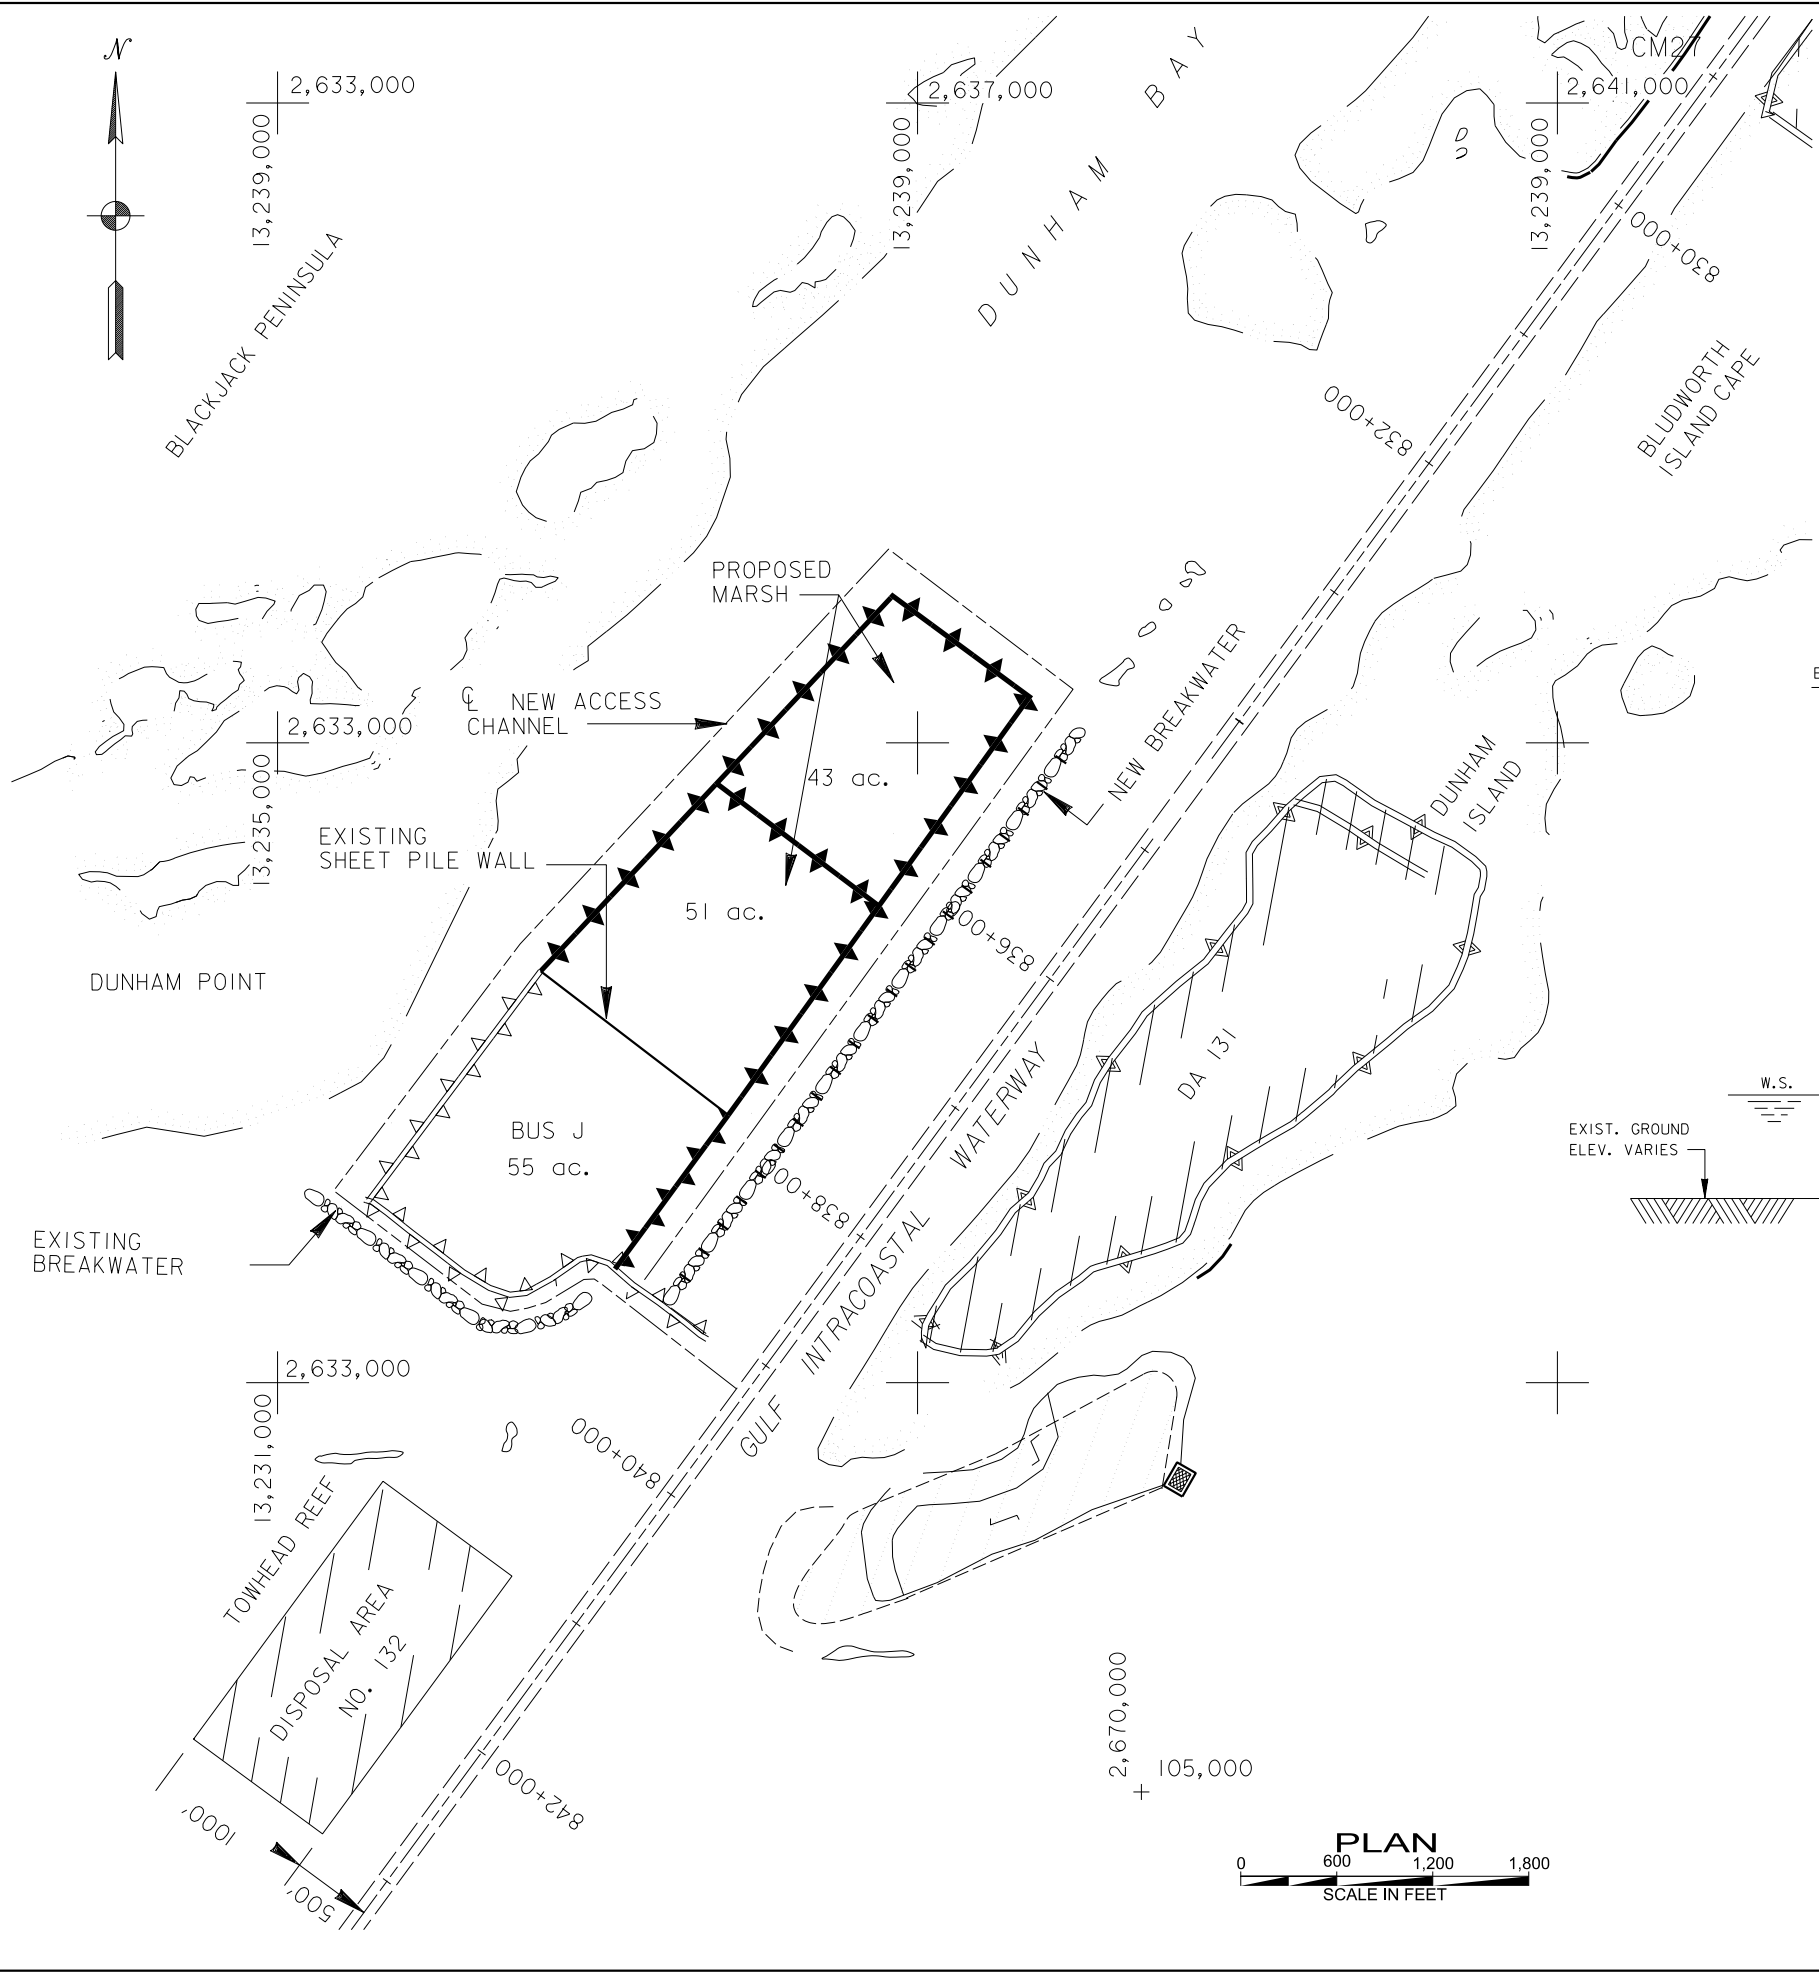 N
2,633,000
13,239,000
2,637,000
13,239,000
CM27
2,641,000
13,239,000
DUNHAM BAY
BLACKJACK PENINSULA
830+000
BLUDWORTH
ISLAND CAPE
832+000
PROPOSED
MARSH
℄ NEW ACCESS
CHANNEL
2,633,000
13,235,000
NEW BREAKWATER
43 ac.
DUNHAM
ISLAND
EXISTING
SHEET PILE WALL
51 ac.
836+00
DUNHAM POINT
DA 131
W.S.
EXIST. GROUND
ELEV. VARIES
BUS J
55 ac.
838+00
EXISTING
BREAKWATER
GULF INTRACOASTAL WATERWAY
2,633,000
13,231,000
840+000
TOWHEAD REEF
DISPOSAL AREA
NO. 132
842+000
1000'
500'
2,670,000
105,000
PLAN
0 600 1,200 1,800
SCALE IN FEET